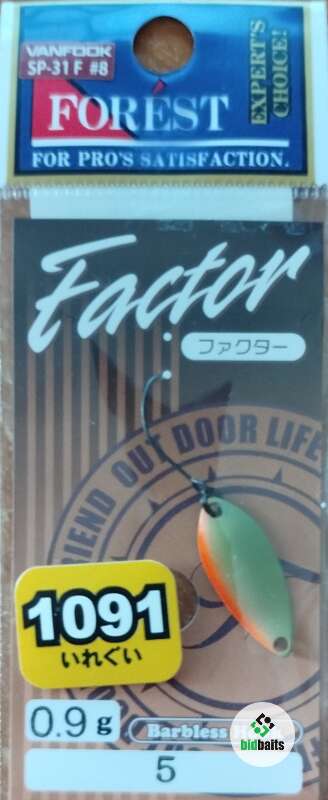 VANFOOK
SP-31F #8
EXPERT'S
CHOICE!
FOREST
FOR PRO'S SATISFACTION.
Factor
ファクター
FRIEND OUT DOOR LIFE
1091
いれぐい
0.9g
Barbless
bidbaits
5